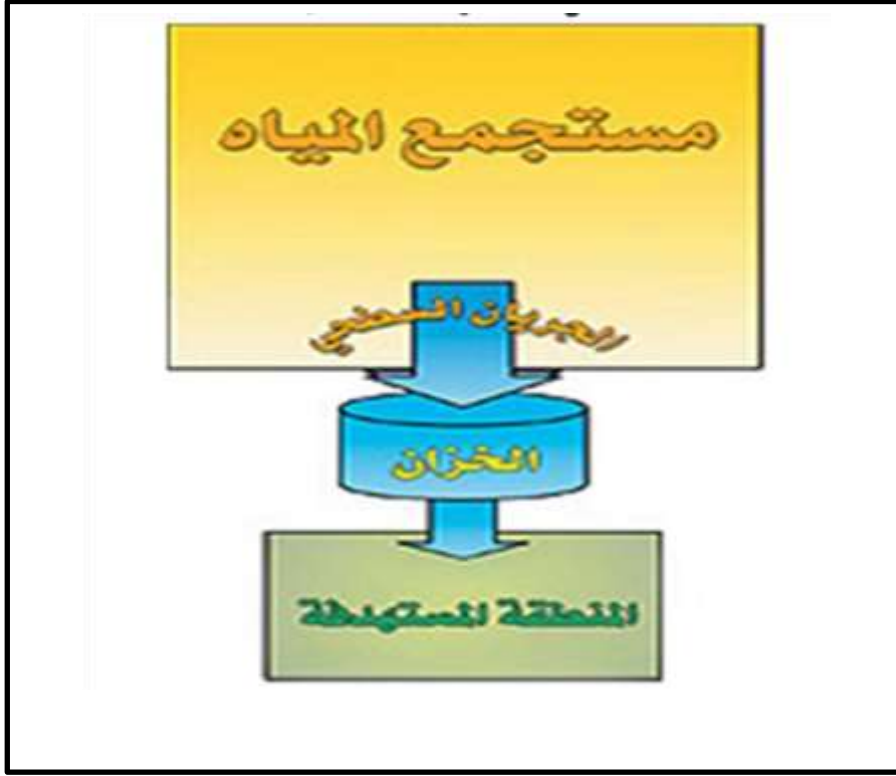 مستجمع المياه
الجريان السطحي
الخزان
المنطقة المستهدفة